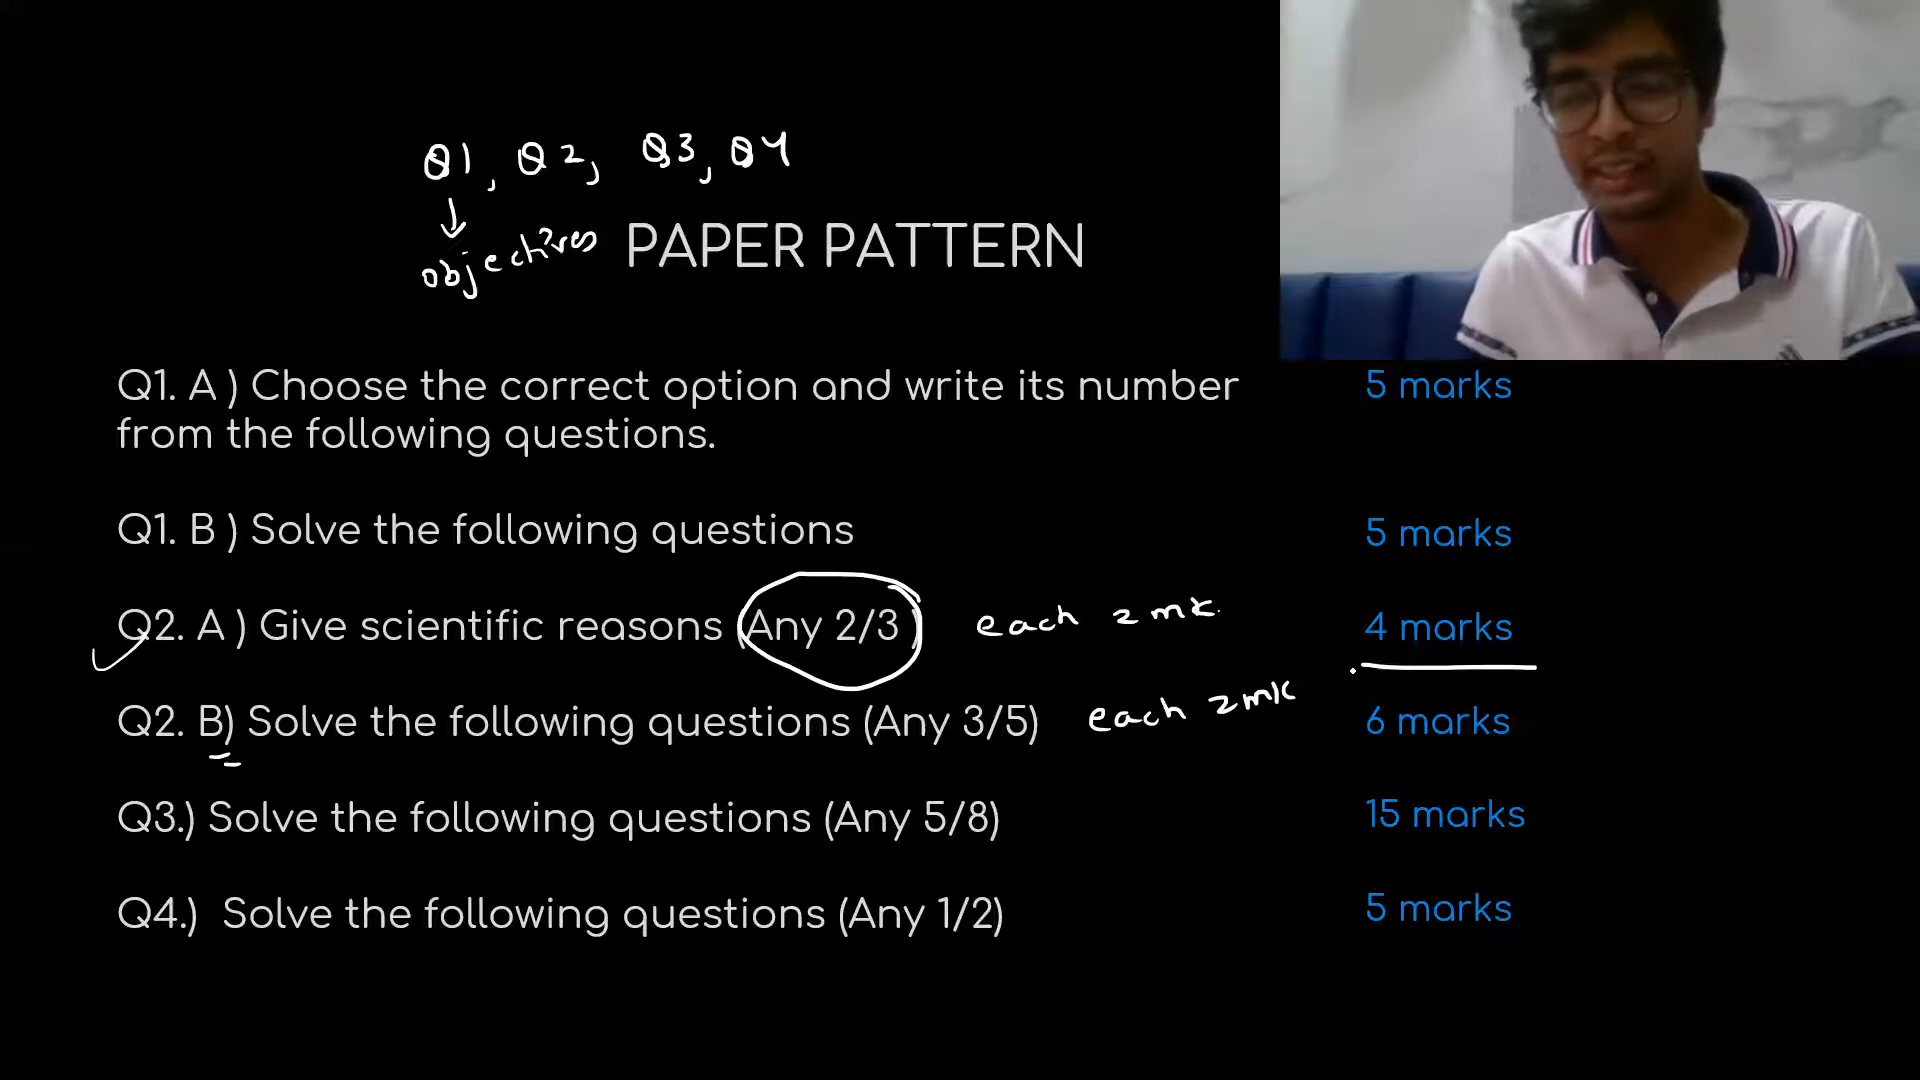 Q1, Q2, Q3, Q4
↓
objectives
PAPER PATTERN
Q1. A ) Choose the correct option and write its number 5 marks
from the following questions.
Q1. B ) Solve the following questions 5 marks
Q2. A ) Give scientific reasons (Any 2/3 ) each 2 mk. 4 marks
Q2. B) Solve the following questions (Any 3/5) each 2mk 6 marks
Q3.) Solve the following questions (Any 5/8) 15 marks
Q4.) Solve the following questions (Any 1/2) 5 marks